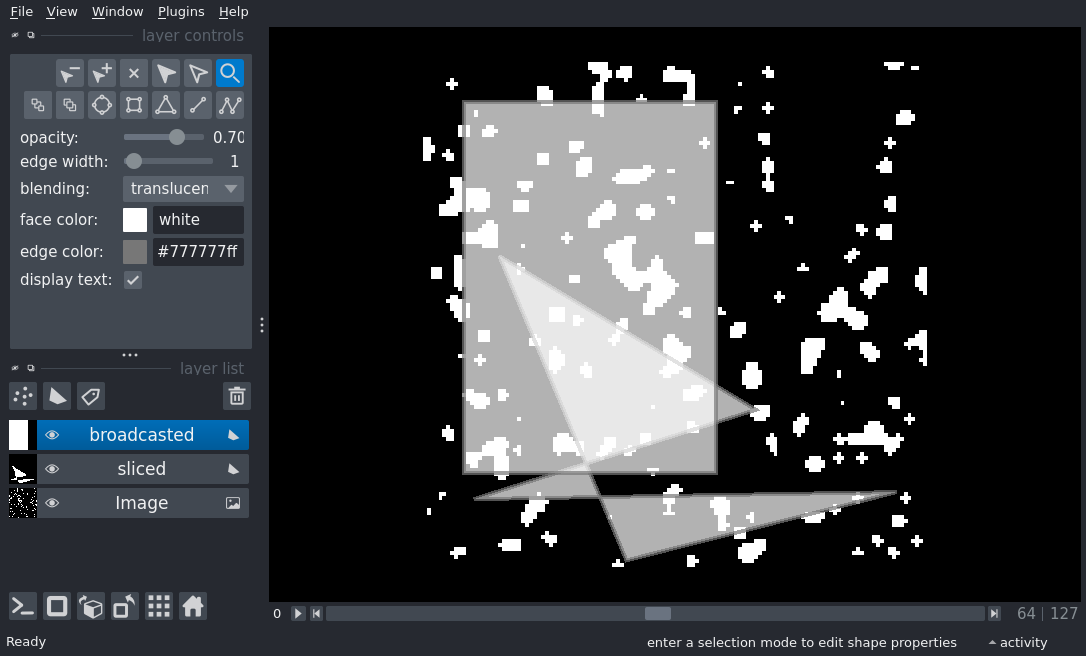 File View Window Plugins Help
layer controls
opacity: 0.70
edge width: 1
blending: translucen
face color: white
edge color: #777777ff
display text:
layer list
broadcasted
sliced
Image
0 64 127
Ready enter a selection mode to edit shape properties activity